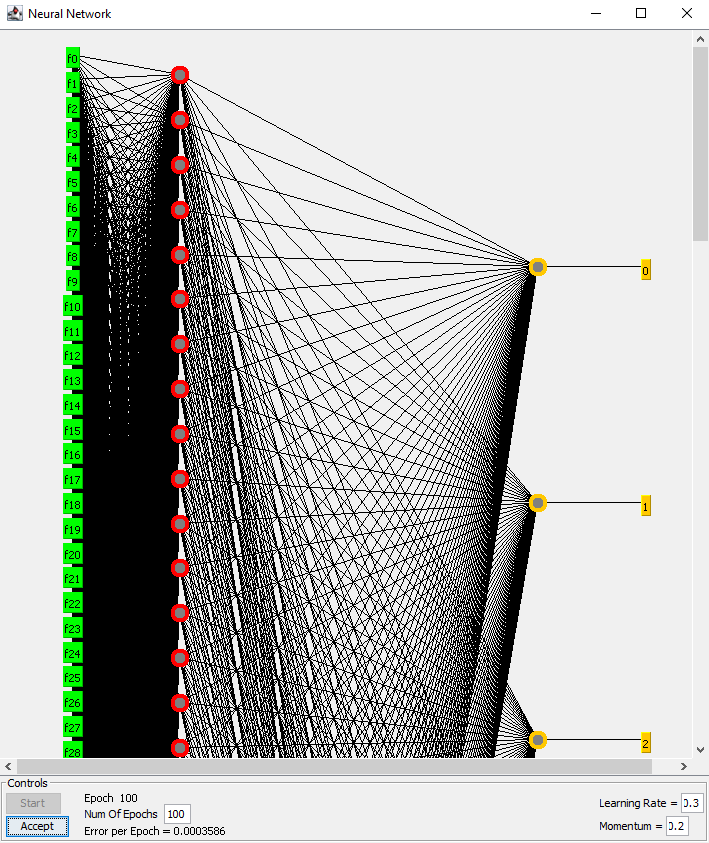 Neural Network
f0
f1
f2
f3
f4
f5
f6
f7
f8
f9
f10
f11
f12
f13
f14
f15
f16
f17
f18
f19
f20
f21
f22
f23
f24
f25
f26
f27
f28
0
1
2
Controls
Start
Accept
Epoch 100
Num Of Epochs 100
Error per Epoch = 0.0003586
Learning Rate = 0.3
Momentum = 0.2